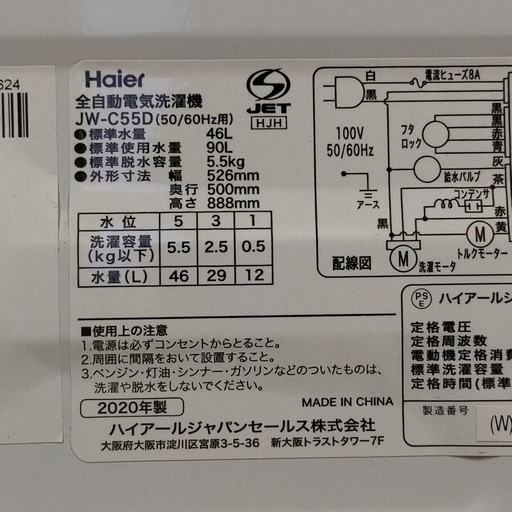 624
Haier
全自動電気洗濯機
JW-C55D(50/60Hz用)
●標準水量 46L
●標準使用水量 90L
●標準脱水容量 5.5kg
●外形寸法 幅 526mm
奥行 500mm
高さ 888mm
水位 5 3 1
洗濯容量(kg以下) 5.5 2.5 0.5
水量(L) 46 29 12
S JET
HJH
白
黒
100V
50/60Hz
アース
電流ヒューズ8A
黒
フタロック
黒
赤
青
灰
給水バルブ
茶
コンデンサ
赤
黒
黄
M
洗濯モータ
M
トルクモーター
配線図
■使用上の注意
1.電源は必ずコンセントからとること。
2.周囲に間隔をおいて設置すること。
3.ベンジン・灯油・シンナー・ガソリンなどのついたものは、
洗濯や脱水をしないでください。
2020年製
MADE IN CHINA
ハイアールジャパンセールス株式会社
大阪府大阪市淀川区宮原3-5-36 新大阪トラストタワー7F
PS
E
ハイアールジ
定格電圧
定格周波数
電動機定格消費
標準洗濯容量
定格時間(標準
製造番号
(W)